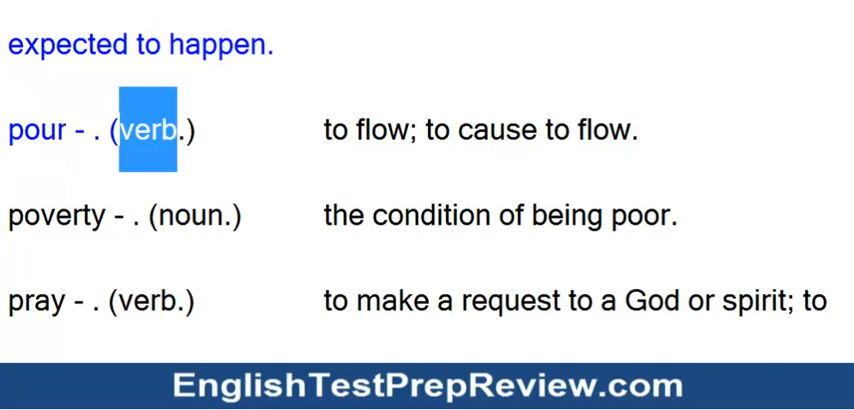 expected to happen.
pour - . (verb.) to flow; to cause to flow.
poverty - . (noun.) the condition of being poor.
pray - . (verb.) to make a request to a God or spirit; to
EnglishTestPrepReview.com